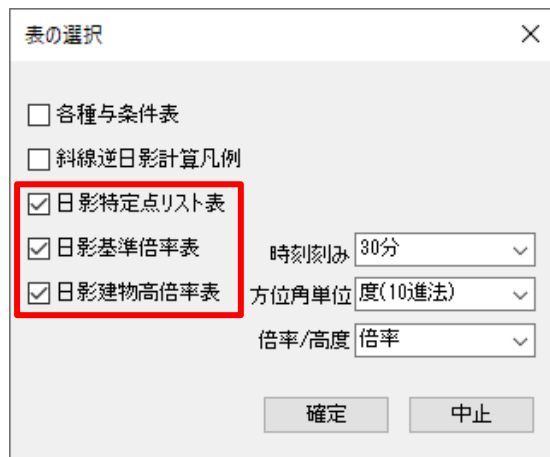 表の選択
各種与条件表
斜線逆日影計算凡例
日影特定点リスト表
日影基準倍率表
時刻刻み 30分
日影建物高倍率表
方位角単位 度(10進法)
倍率/高度 倍率
確定 中止